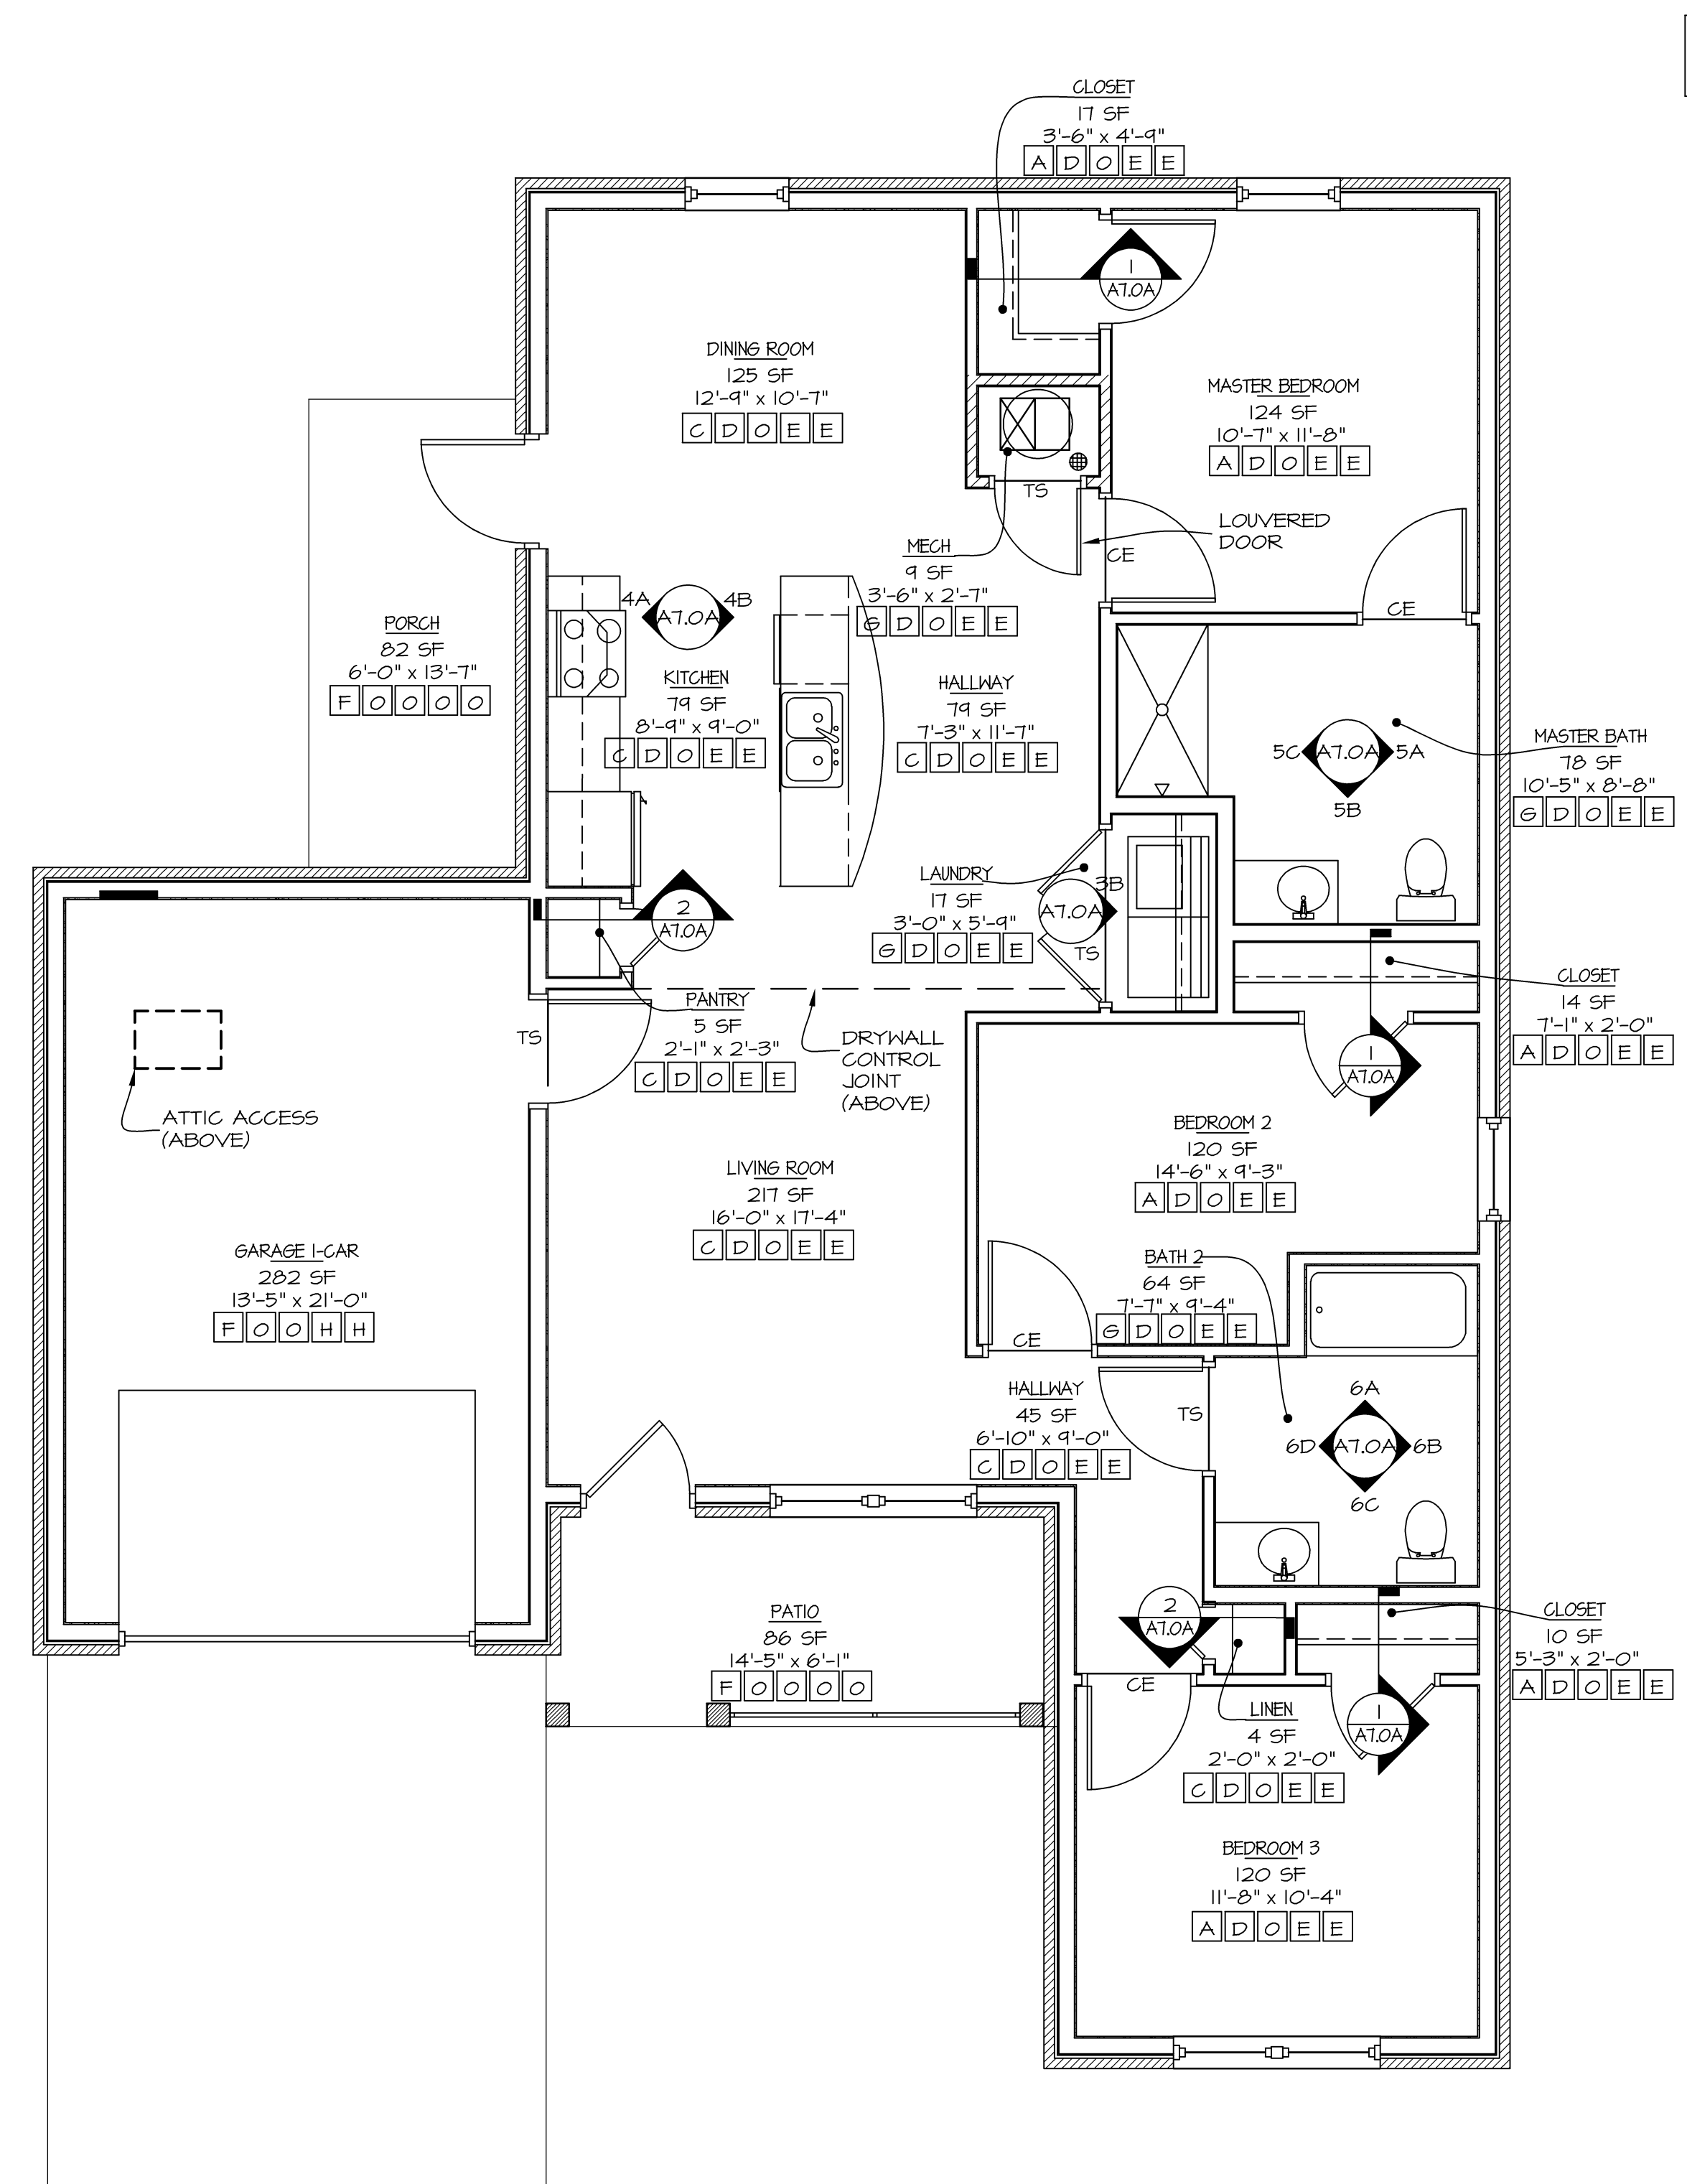 CLOSET
17 SF
3'-6" x 4'-9"
A D O E E
1
A7.0A
DINING ROOM
125 SF
12'-9" x 10'-7"
C D O E E
MASTER BEDROOM
124 SF
10'-7" x 11'-8"
A D O E E
TS
LOUVERED
DOOR
CE
MECH
9 SF
3'-6" x 2'-7"
G D O E E
CE
4A A7.0A 4B
PORCH
82 SF
6'-0" x 13'-7"
F O O O O
KITCHEN
79 SF
8'-9" x 9'-0"
C D O E E
HALLWAY
79 SF
7'-3" x 11'-7"
C D O E E
5C A7.0A 5A
5B
MASTER BATH
78 SF
10'-5" x 8'-8"
G D O E E
LAUNDRY
17 SF
3'-0" x 5'-9"
G D O E E
3B
A7.0A
TS
2
A7.0A
CLOSET
14 SF
7'-1" x 2'-0"
A D O E E
PANTRY
5 SF
2'-1" x 2'-3"
C D O E E
TS
DRYWALL
CONTROL
JOINT
(ABOVE)
1
A7.0A
ATTIC ACCESS
(ABOVE)
BEDROOM 2
120 SF
14'-6" x 9'-3"
A D O E E
LIVING ROOM
217 SF
16'-0" x 17'-4"
C D O E E
GARAGE 1-CAR
282 SF
13'-5" x 21'-0"
F O O H H
BATH 2
64 SF
7'-7" x 9'-4"
G D O E E
CE
HALLWAY
45 SF
6'-10" x 9'-0"
C D O E E
TS
6A
6D A7.0A 6B
6C
PATIO
86 SF
14'-5" x 6'-1"
F O O O O
2
A7.0A
CLOSET
10 SF
5'-3" x 2'-0"
A D O E E
CE
1
A7.0A
LINEN
4 SF
2'-0" x 2'-0"
C D O E E
BEDROOM 3
120 SF
11'-8" x 10'-4"
A D O E E